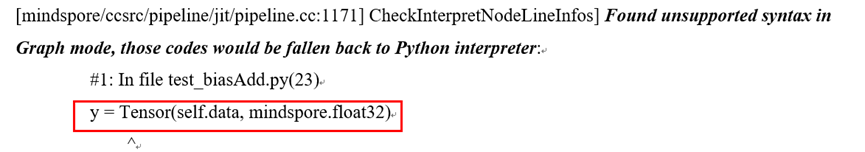 [mindspore/ccsrc/pipeline/jit/pipeline.cc:1171] CheckInterpretNodeLineInfos] Found unsupported syntax in
Graph mode, those codes would be fallen back to Python interpreter:
#1: In file test_biasAdd.py(23)
y = Tensor(self.data, mindspore.float32)
^